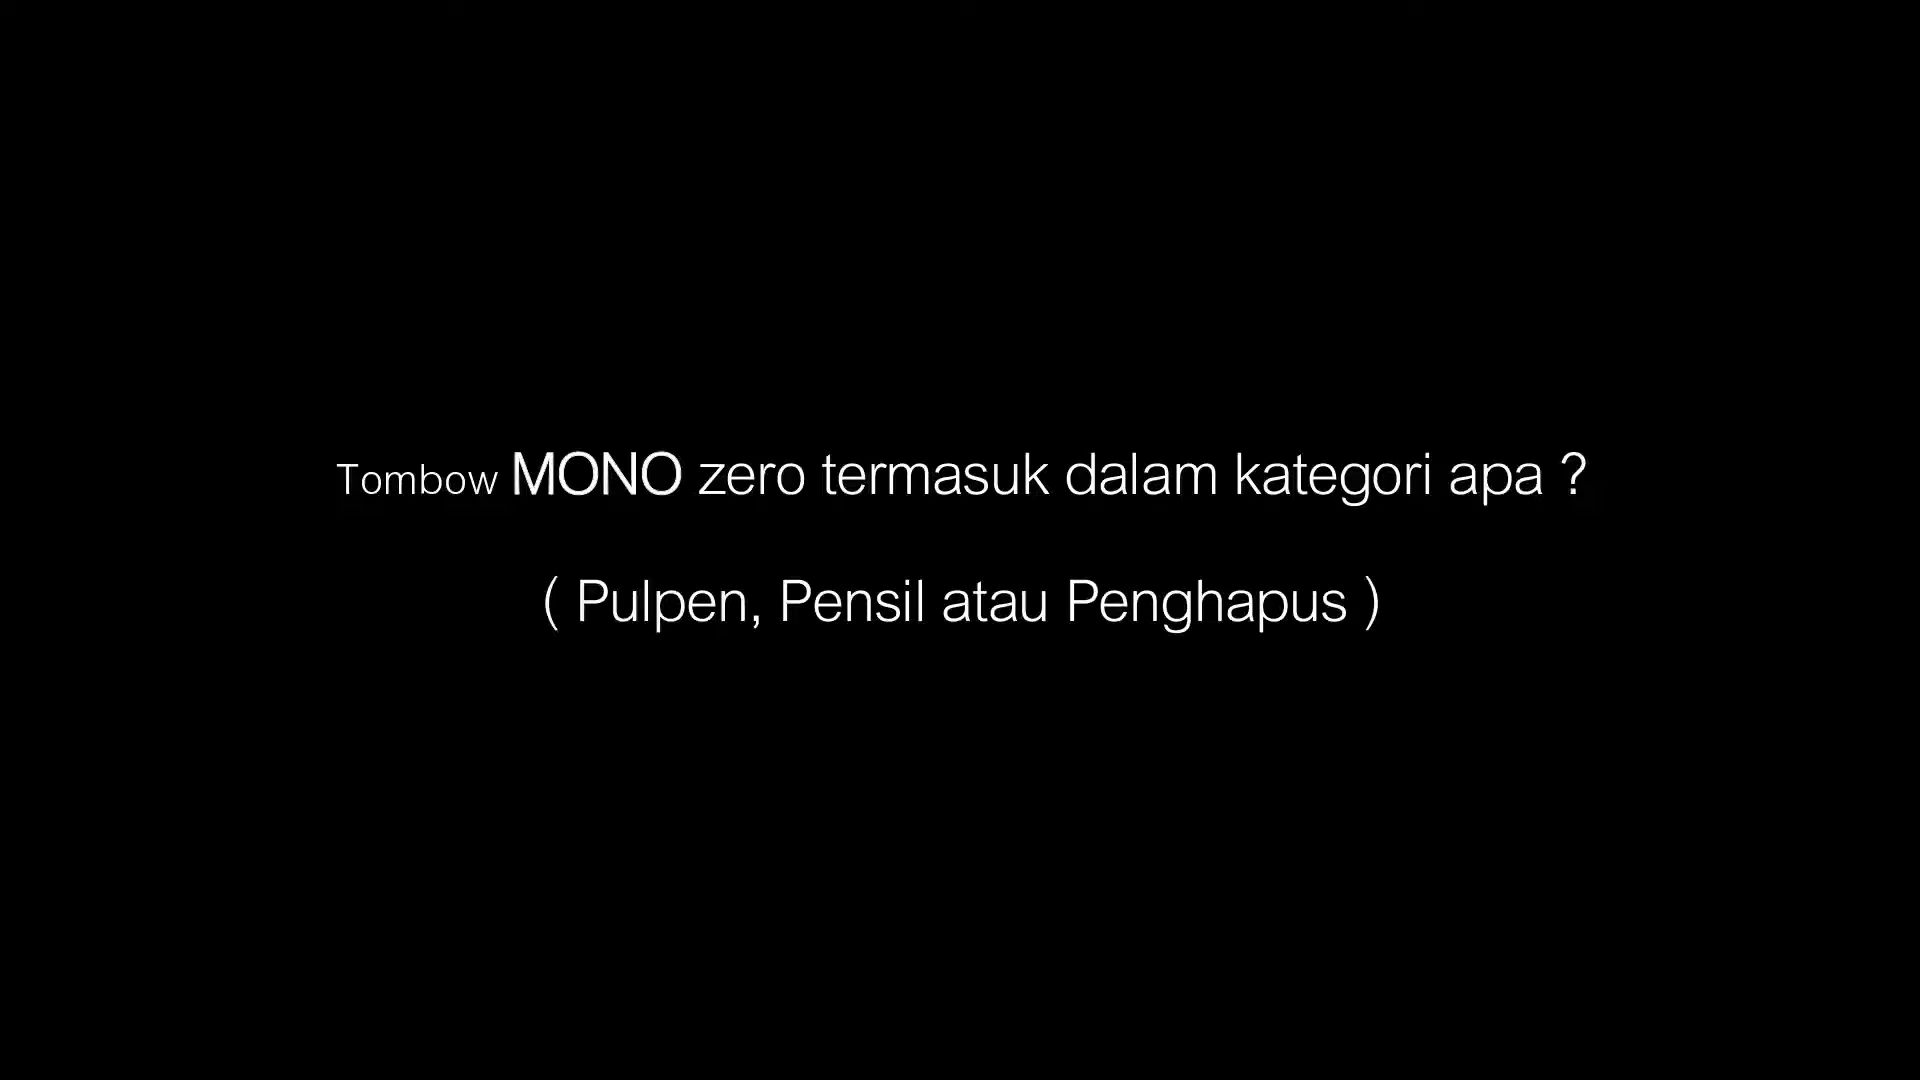 Tombow MONO zero termasuk dalam kategori apa ?
( Pulpen, Pensil atau Penghapus )